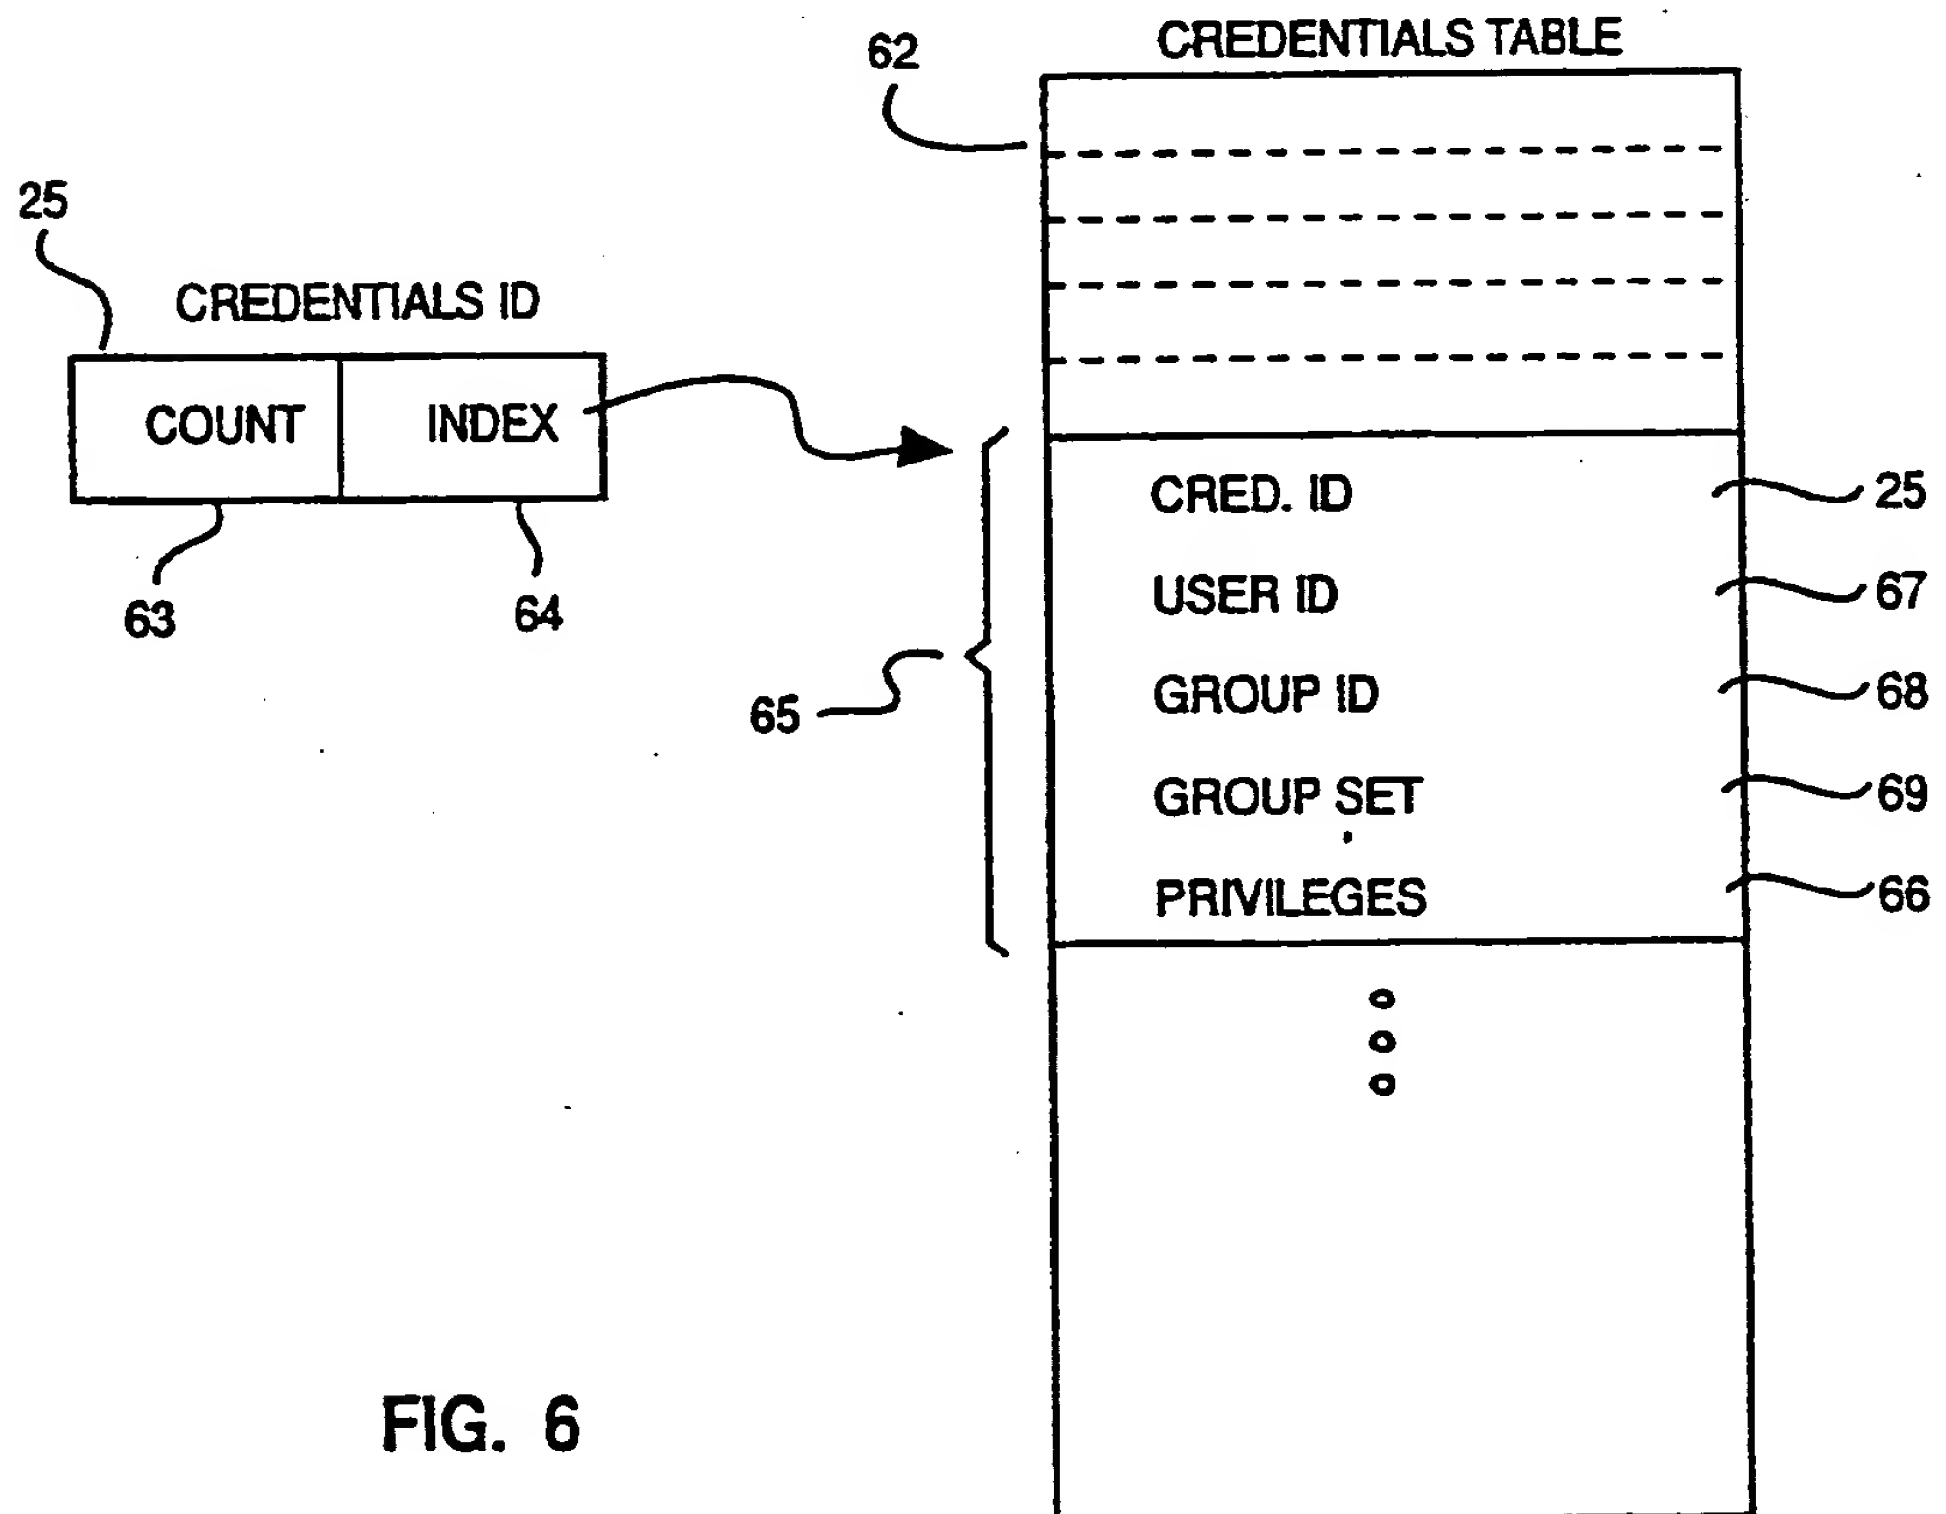 CREDENTIALS TABLE
62
25
CREDENTIALS ID
COUNT INDEX
63 64
65
CRED. ID 25
USER ID 67
GROUP ID 68
GROUP SET 69
PRIVILEGES 66
FIG. 6